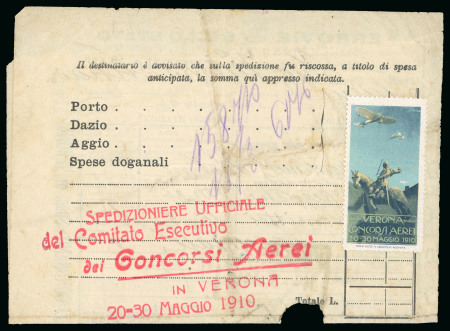 Il destinatario è avvisato che sulla spedizione fu riscossa, a titolo di spesa
anticipata, la somma quì appresso indicata.
Porto . . . .
Dazio . . . .
Aggio . . . .
Spese doganali
SPEDIZIONIERE UFFICIALE
del Comitato Esecutivo
dei Concorsi Aerei
IN VERONA
20-30 MAGGIO 1910.
VERONA
CONCORSI AEREI
20-30 MAGGIO 1910
Totale L.